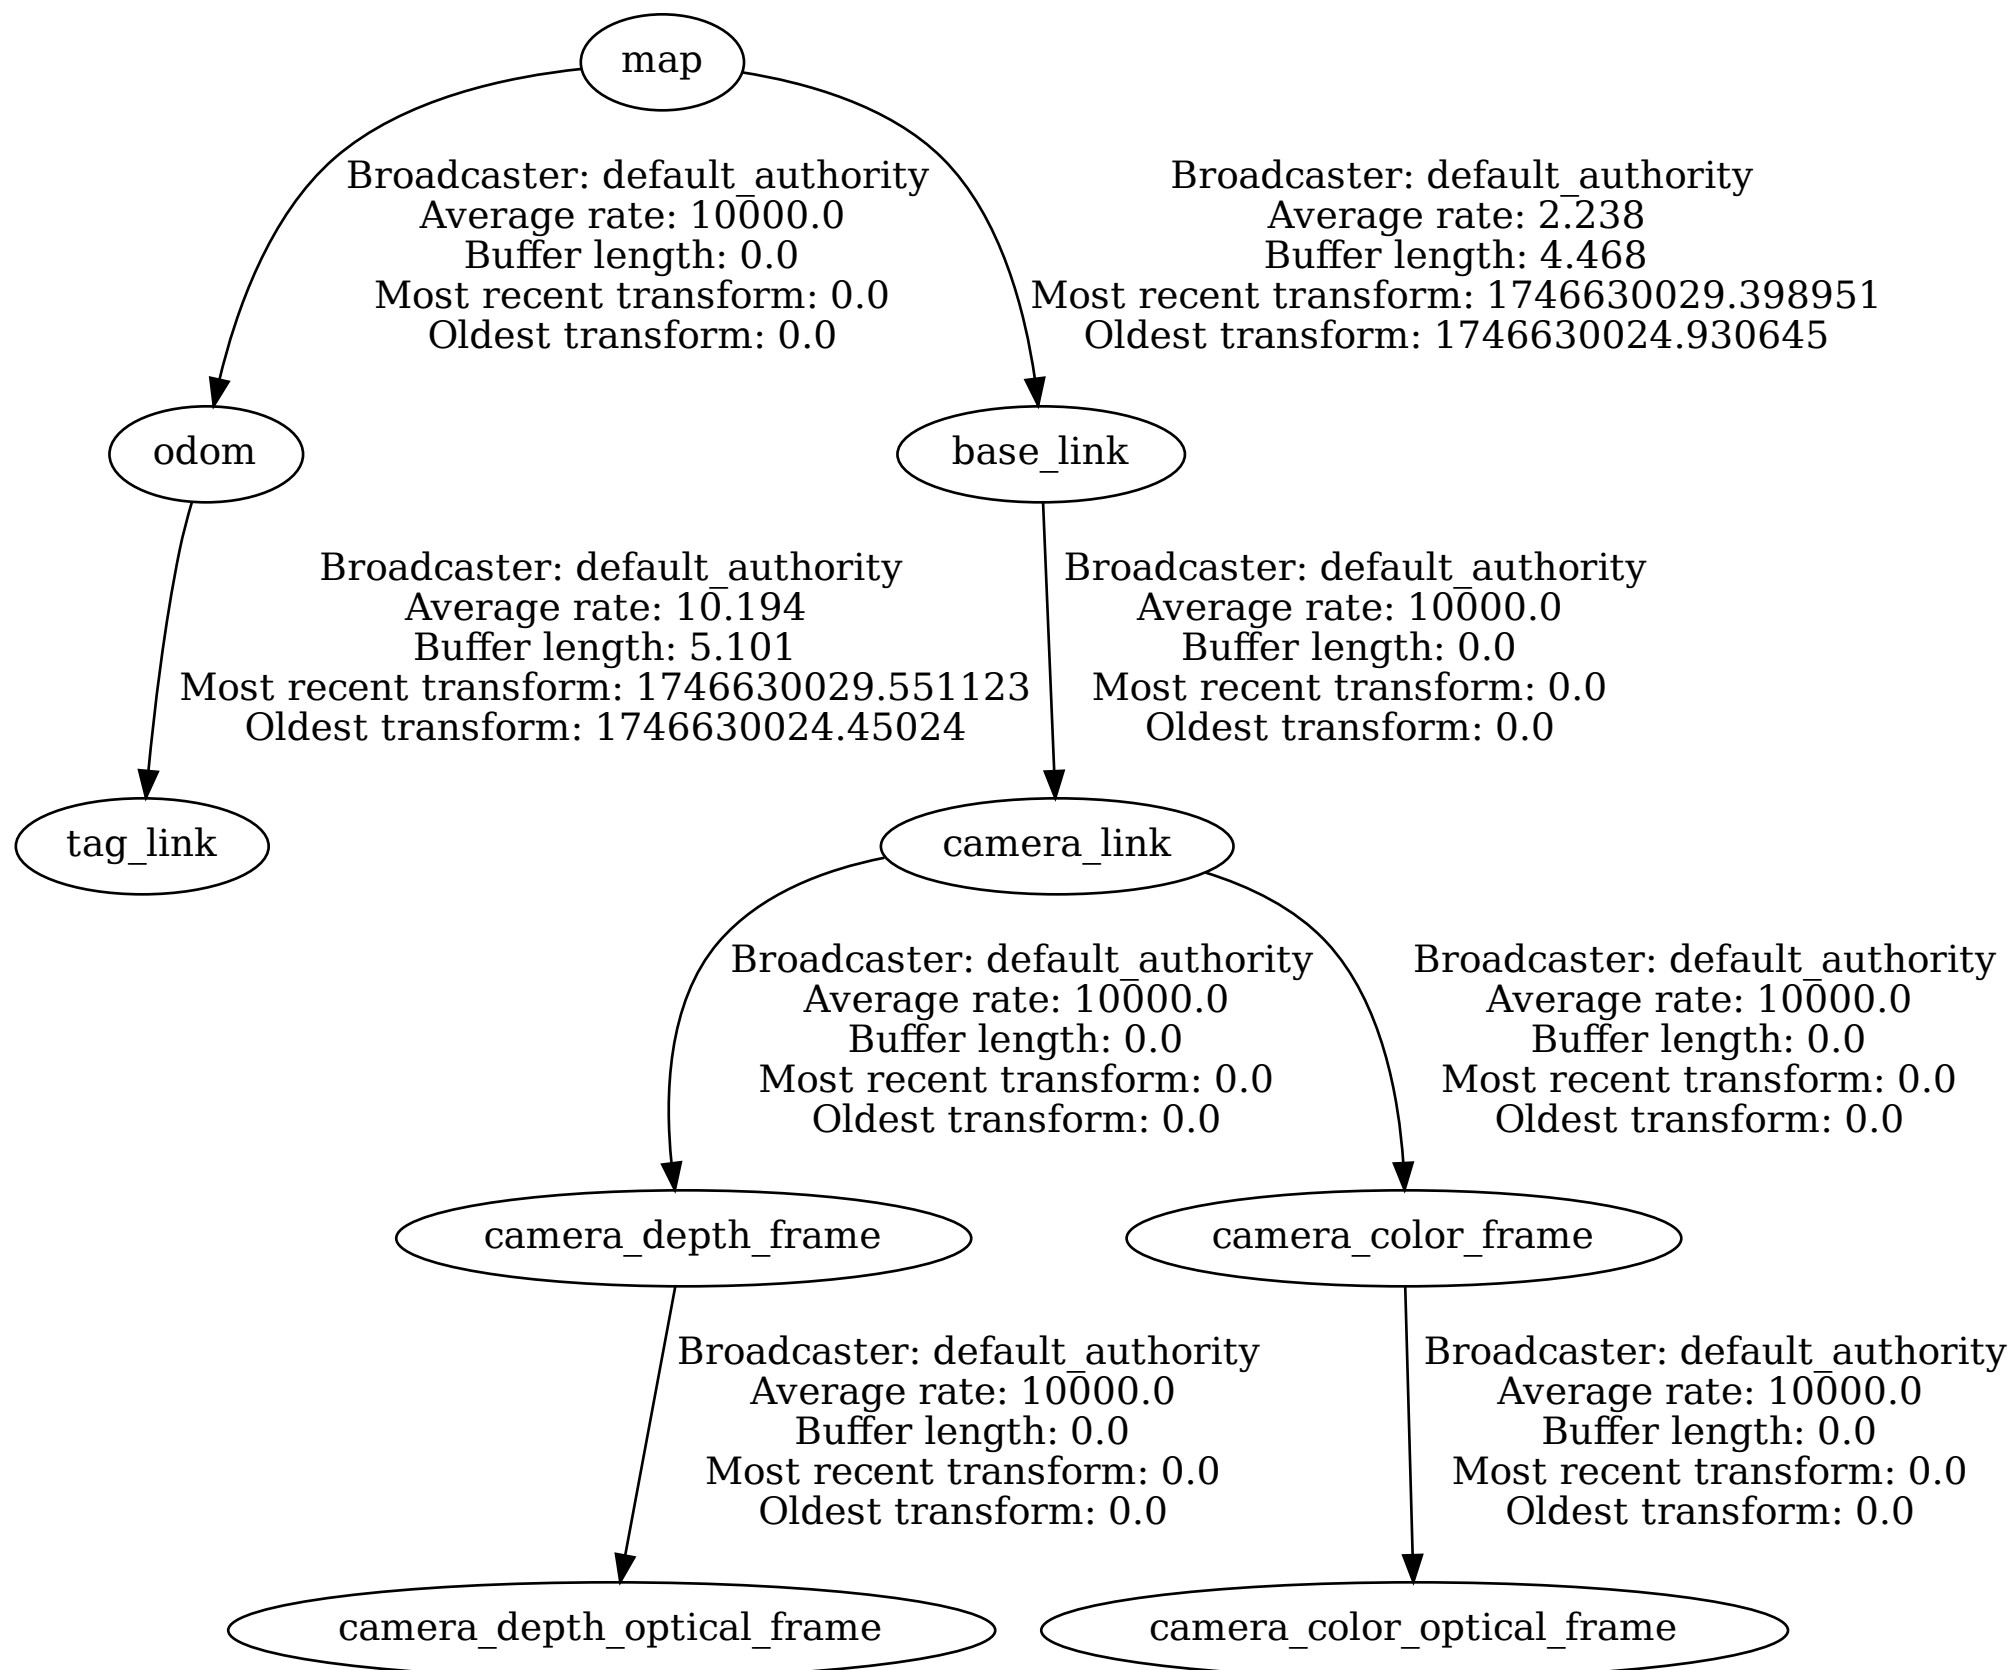 map
Broadcaster: default_authority
Average rate: 10000.0
Buffer length: 0.0
Most recent transform: 0.0
Oldest transform: 0.0
Broadcaster: default_authority
Average rate: 2.238
Buffer length: 4.468
Most recent transform: 1746630029.398951
Oldest transform: 1746630024.930645
odom
base_link
Broadcaster: default_authority
Average rate: 10.194
Buffer length: 5.101
Most recent transform: 1746630029.551123
Oldest transform: 1746630024.45024
Broadcaster: default_authority
Average rate: 10000.0
Buffer length: 0.0
Most recent transform: 0.0
Oldest transform: 0.0
tag_link
camera_link
Broadcaster: default_authority
Average rate: 10000.0
Buffer length: 0.0
Most recent transform: 0.0
Oldest transform: 0.0
Broadcaster: default_authority
Average rate: 10000.0
Buffer length: 0.0
Most recent transform: 0.0
Oldest transform: 0.0
camera_depth_frame
camera_color_frame
Broadcaster: default_authority
Average rate: 10000.0
Buffer length: 0.0
Most recent transform: 0.0
Oldest transform: 0.0
Broadcaster: default_authority
Average rate: 10000.0
Buffer length: 0.0
Most recent transform: 0.0
Oldest transform: 0.0
camera_depth_optical_frame
camera_color_optical_frame